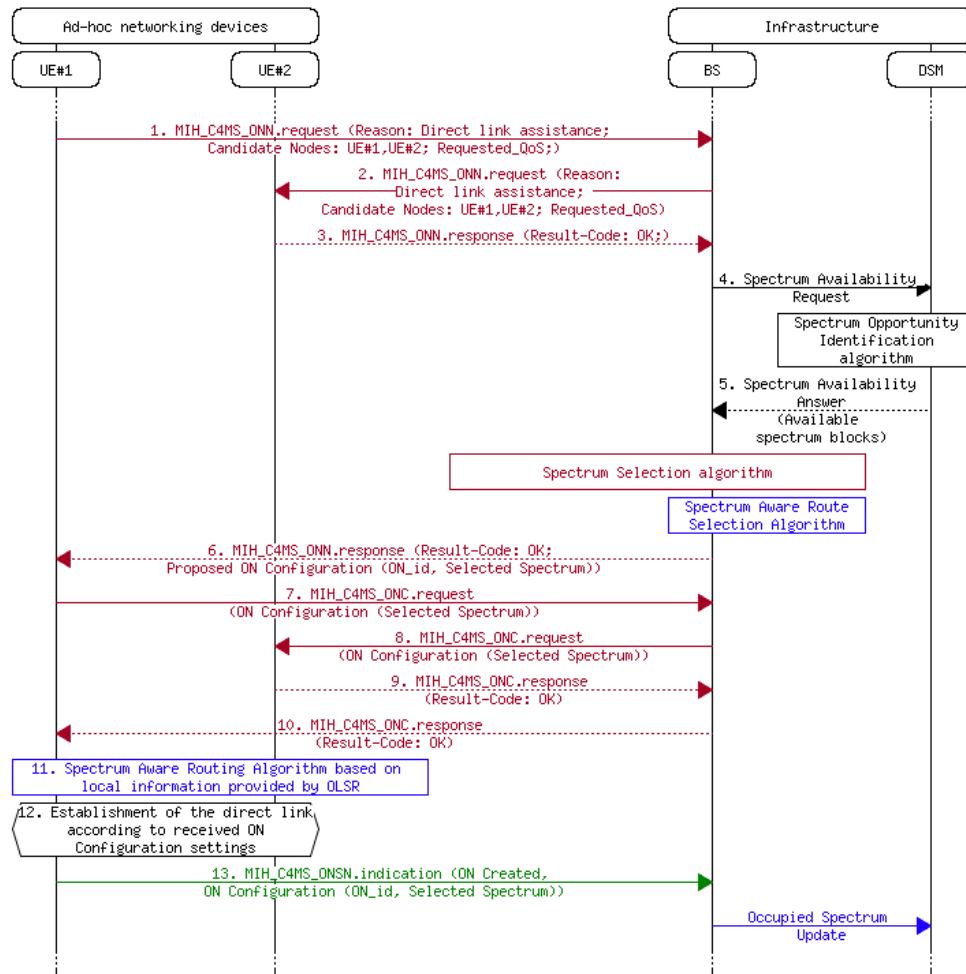 Ad-hoc networking devices
Infrastructure
UE#1
UE#2
BS
DSM
1. MIH_C4MS_ONN.request (Reason: Direct link assistance;
Candidate Nodes: UE#1,UE#2; Requested_QoS;)
2. MIH_C4MS_ONN.request (Reason:
Direct link assistance;
Candidate Nodes: UE#1,UE#2; Requested_QoS)
3. MIH_C4MS_ONN.response (Result-Code: OK;)
4. Spectrum Availability
Request
Spectrum Opportunity
Identification
algorithm
5. Spectrum Availability
Answer
(Available
spectrum blocks)
Spectrum Selection algorithm
Spectrum Aware Route
Selection Algorithm
6. MIH_C4MS_ONN.response (Result-Code: OK;
Proposed ON Configuration (ON_id, Selected Spectrum))
7. MIH_C4MS_ONC.request
(ON Configuration (Selected Spectrum))
8. MIH_C4MS_ONC.request
(ON Configuration (Selected Spectrum))
9. MIH_C4MS_ONC.response
(Result-Code: OK)
10. MIH_C4MS_ONC.response
(Result-Code: OK)
11. Spectrum Aware Routing Algorithm based on
local information provided by OLSR
12. Establishment of the direct link
according to received ON
Configuration settings
13. MIH_C4MS_ONSN.indication (ON Created,
ON Configuration (ON_id, Selected Spectrum))
Occupied Spectrum
Update